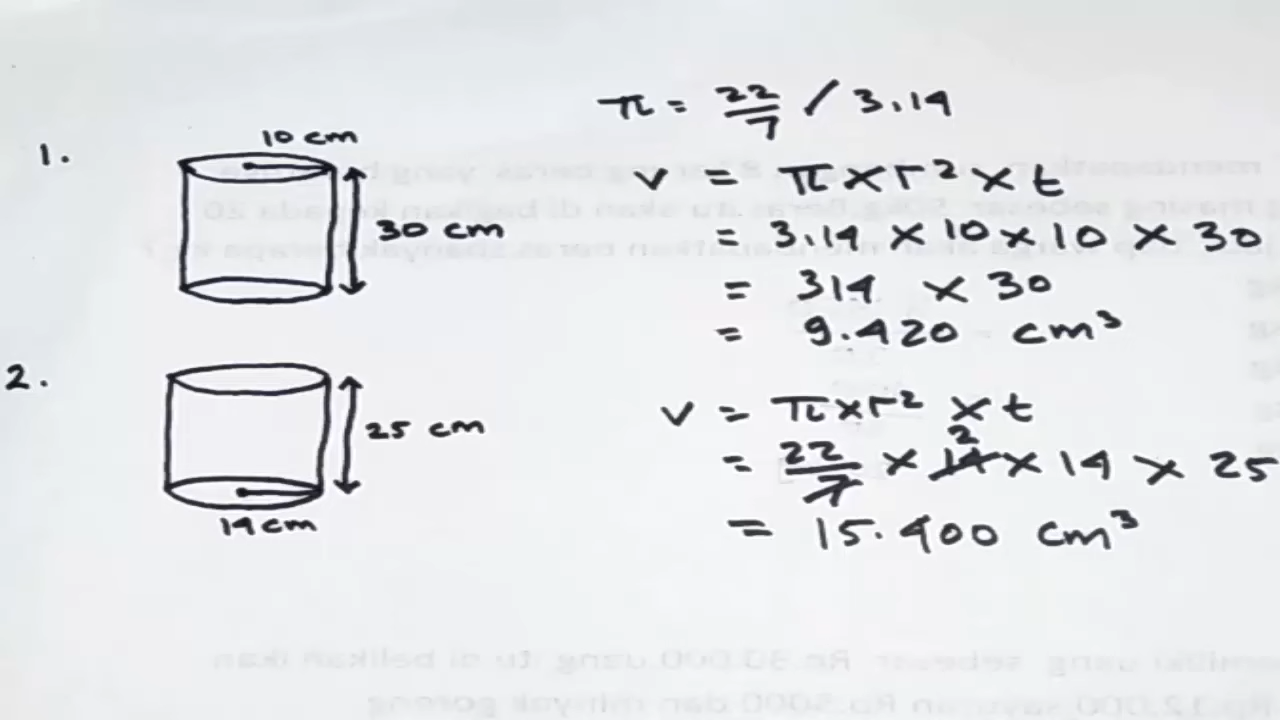 π = 22/7 / 3.14
1.
10 cm
30 cm
V = π x r² x t
= 3.14 x 10 x 10 x 30
= 314 x 30
= 9.420 cm³
2.
25 cm
14 cm
V = π x r² x t
= 22/7 x 14 2 x 14 x 25
= 15.400 cm³